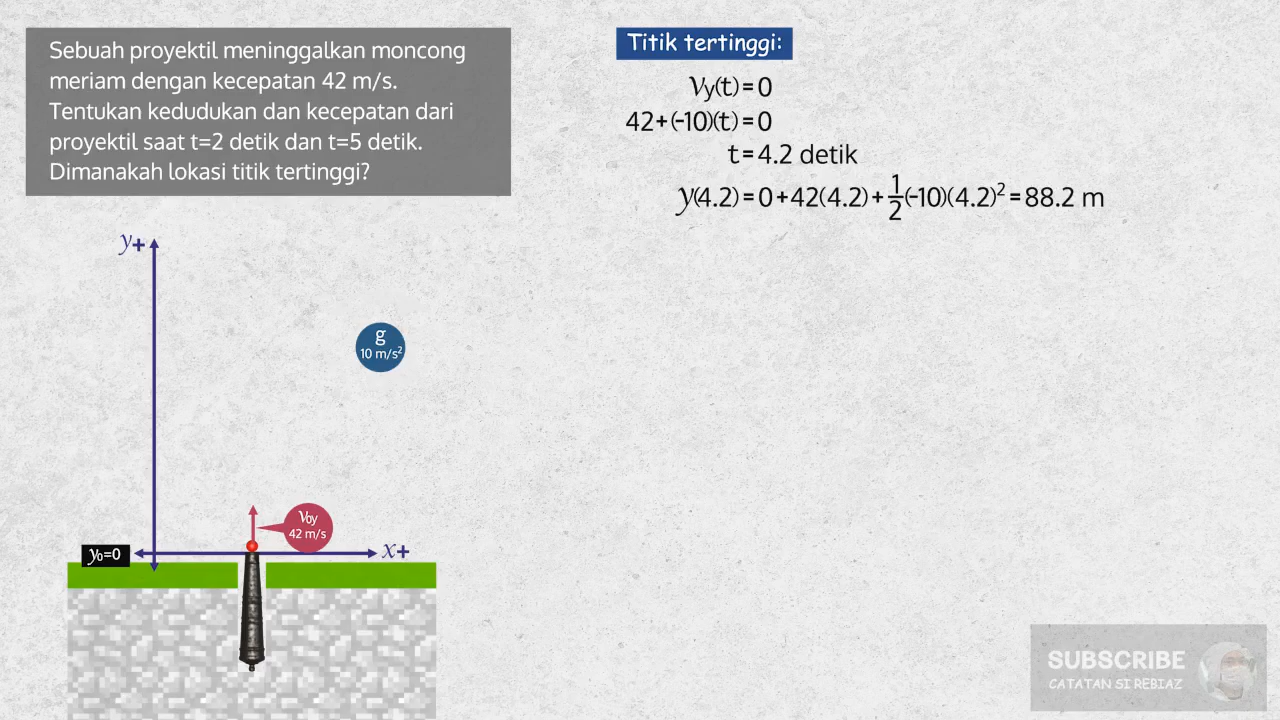 Sebuah proyektil meninggalkan moncong
meriam dengan kecepatan 42 m/s.
Tentukan kedudukan dan kecepatan dari
proyektil saat t=2 detik dan t=5 detik.
Dimanakah lokasi titik tertinggi?
Titik tertinggi:
vy(t)=0
42+(-10)(t)=0
t=4.2 detik
y(4.2)=0+42(4.2)+1/2(-10)(4.2)²=88.2 m
y+
g
10 m/s²
v0y
42 m/s
y0=0
x+
SUBSCRIBE
CATATAN SI REBIAZ